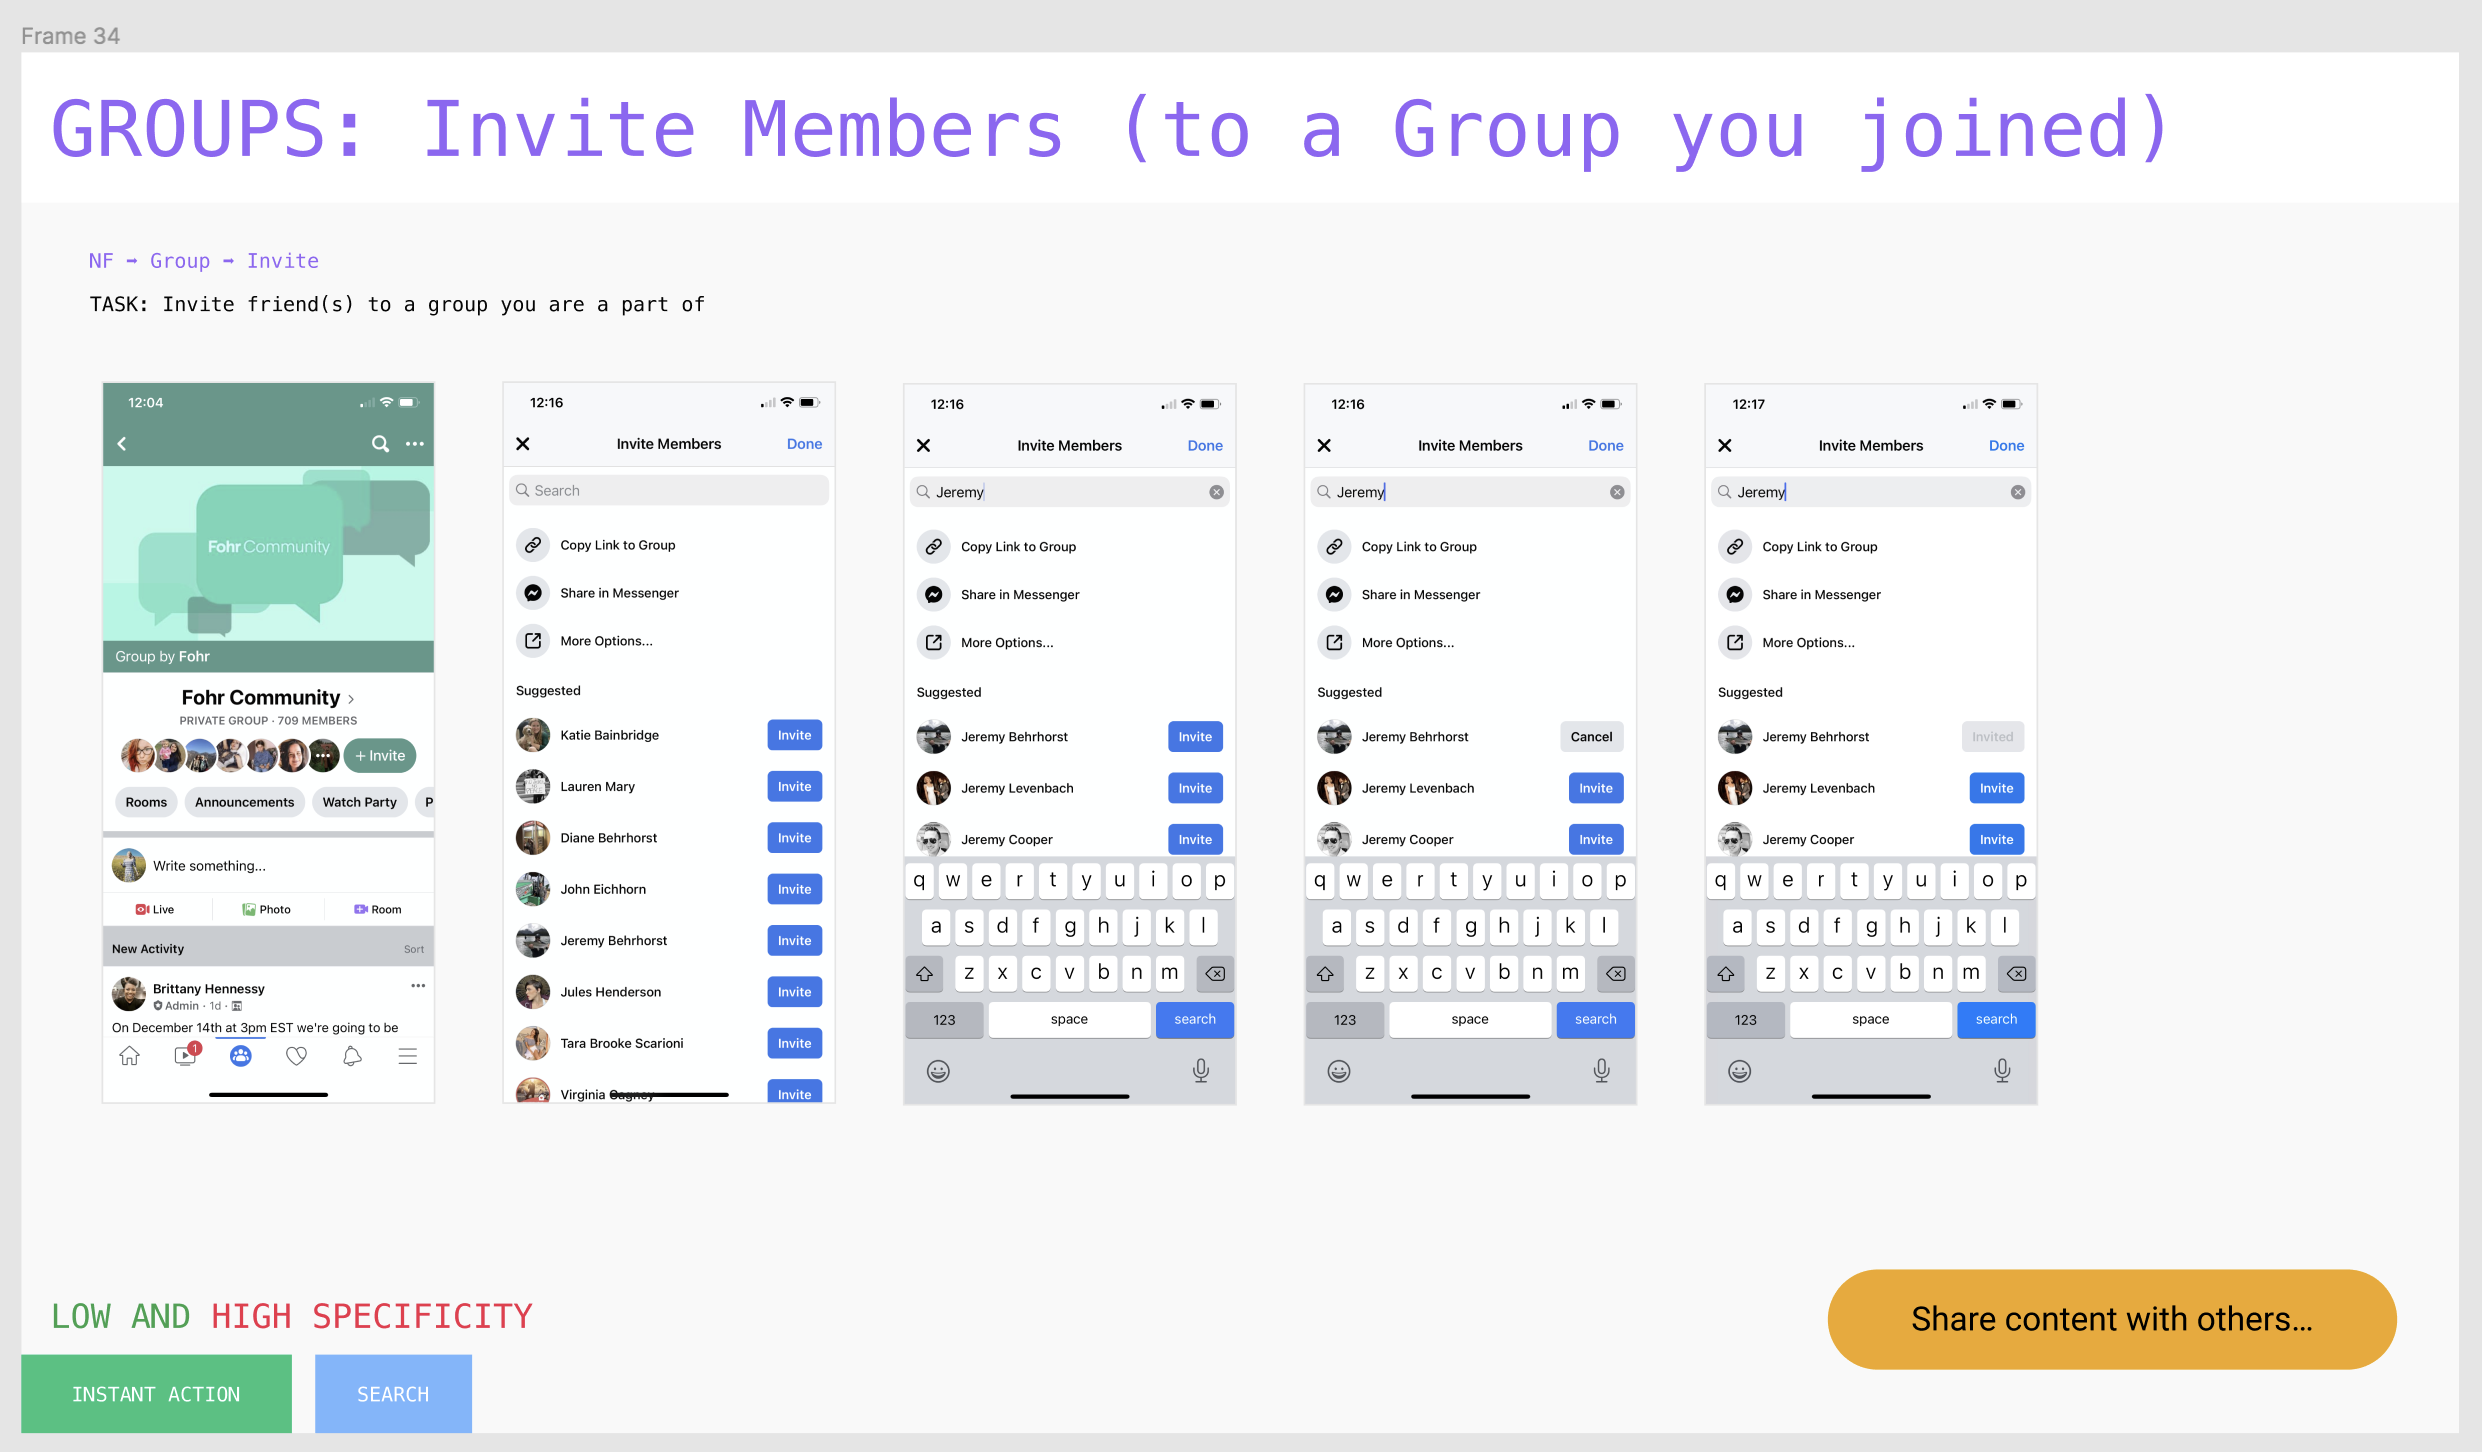 Frame 34
GROUPS: Invite Members (to a Group you joined)
NF ➡ Group ➡ Invite
TASK: Invite friend(s) to a group you are a part of
12:04
Fohr Community
Group by Fohr
Fohr Community >
PRIVATE GROUP · 709 MEMBERS
+ Invite
Rooms Announcements Watch Party P
Write something...
Live Photo Room
New Activity Sort
Brittany Hennessy
Admin · 1d ·
On December 14th at 3pm EST we're going to be
1
12:16
Invite Members Done
Search
Copy Link to Group
Share in Messenger
More Options...
Suggested
Katie Bainbridge Invite
Lauren Mary Invite
Diane Behrhorst Invite
John Eichhorn Invite
Jeremy Behrhorst Invite
Jules Henderson Invite
Tara Brooke Scarioni Invite
Virginia Gagney Invite
12:16
Invite Members Done
Jeremy
Copy Link to Group
Share in Messenger
More Options...
Suggested
Jeremy Behrhorst Invite
Jeremy Levenbach Invite
Jeremy Cooper Invite
q w e r t y u i o p
a s d f g h j k l
z x c v b n m
123 space search
12:16
Invite Members Done
Jeremy
Copy Link to Group
Share in Messenger
More Options...
Suggested
Jeremy Behrhorst Cancel
Jeremy Levenbach Invite
Jeremy Cooper Invite
q w e r t y u i o p
a s d f g h j k l
z x c v b n m
123 space search
12:17
Invite Members Done
Jeremy
Copy Link to Group
Share in Messenger
More Options...
Suggested
Jeremy Behrhorst Invited
Jeremy Levenbach Invite
Jeremy Cooper Invite
q w e r t y u i o p
a s d f g h j k l
z x c v b n m
123 space search
LOW AND HIGH SPECIFICITY
INSTANT ACTION
SEARCH
Share content with others...